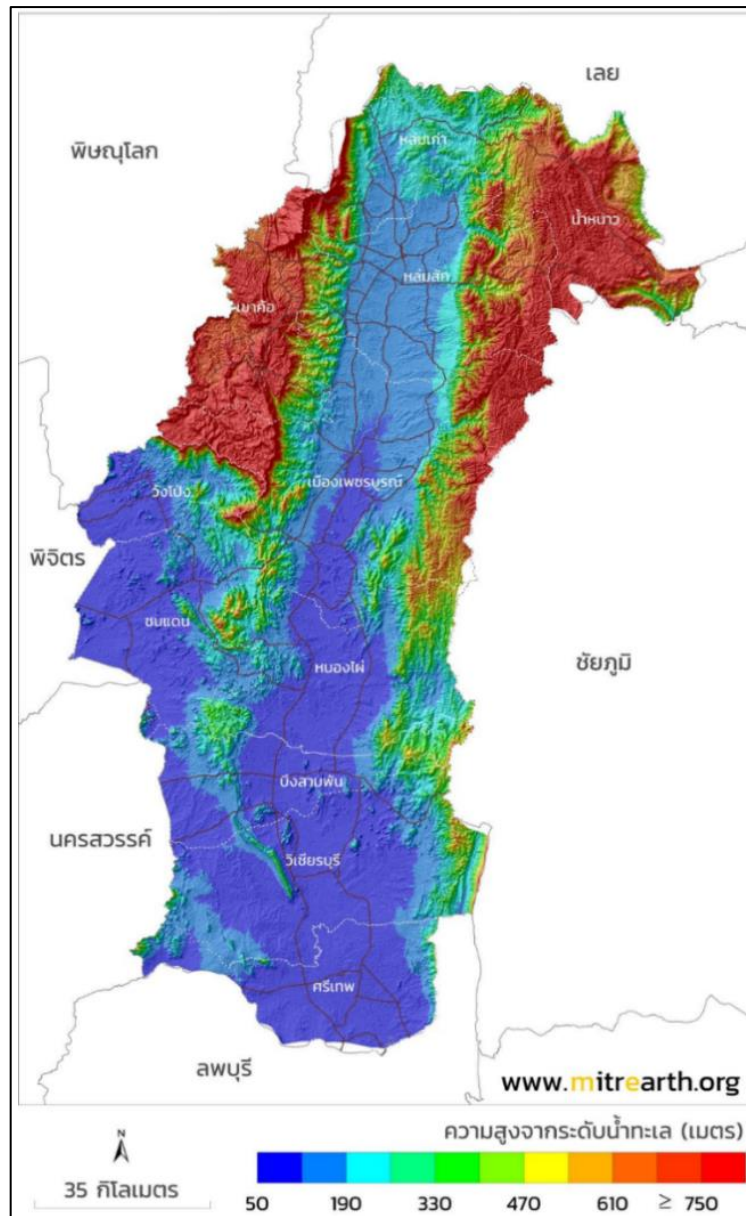 เลย
พิษณุโลก
หล่มเก่า
น้ำหนาว
หล่มสัก
เขาค้อ
เมืองเพชรบูรณ์
วังโป่ง
พิจิตร
ชนแดน
หนองไผ่
ชัยภูมิ
บึงสามพัน
นครสวรรค์
วิเชียรบุรี
ศรีเทพ
ลพบุรี
www.mitrearth.org
N
ความสูงจากระดับน้ำทะเล (เมตร)
35 กิโลเมตร
50 190 330 470 610 ≥ 750